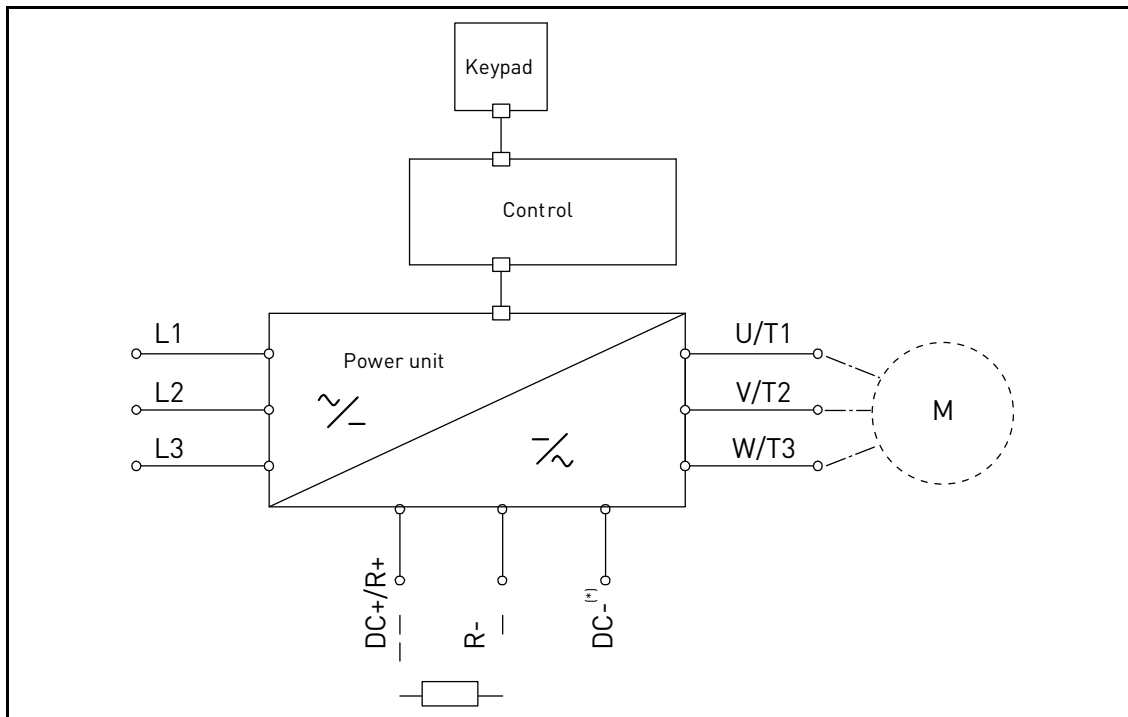 Keypad
Control
Power unit
L1
L2
L3
U/T1
V/T2
W/T3
M
DC+/R+
R-
DC-(*)